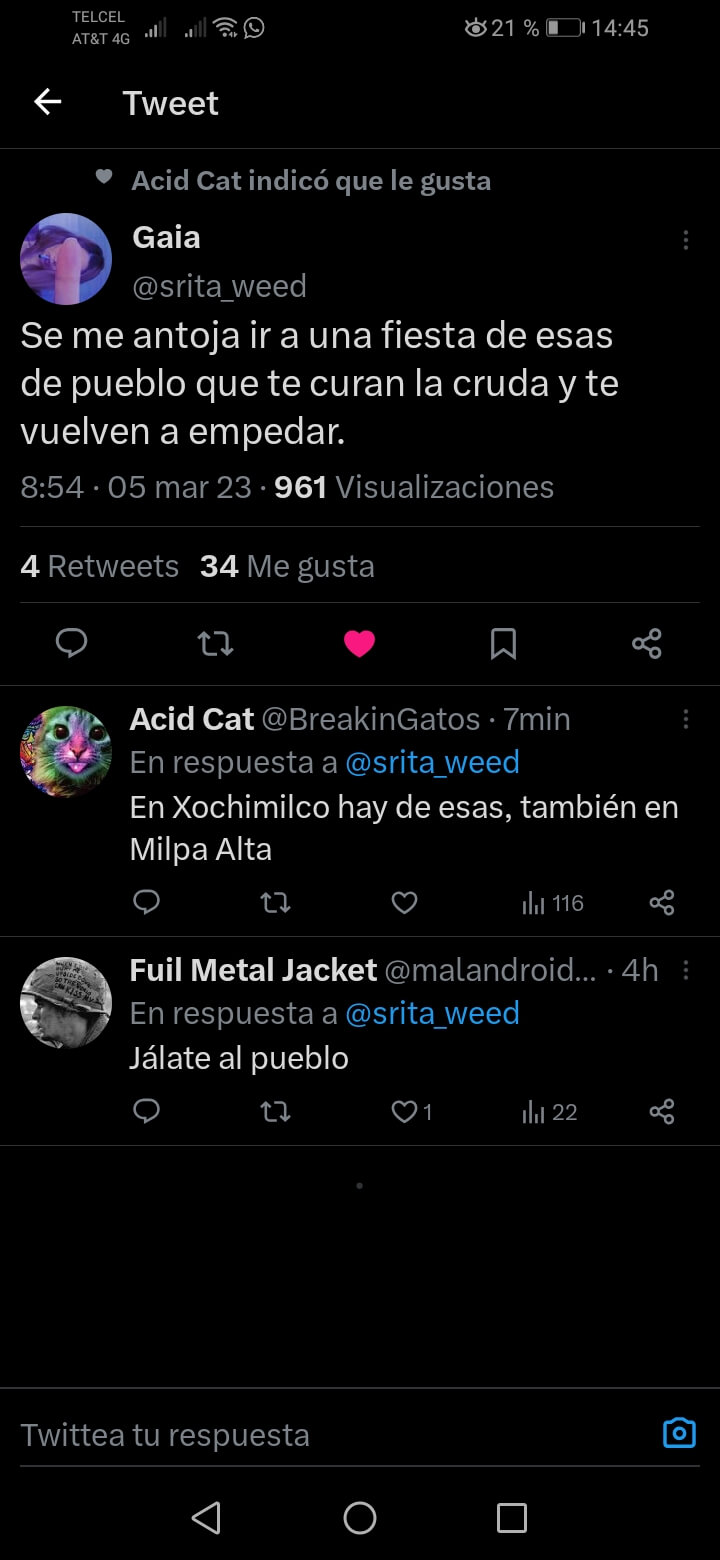 TELCEL
AT&T 4G
21 % 14:45
Tweet
Acid Cat indicó que le gusta
Gaia
@srita_weed
Se me antoja ir a una fiesta de esas
de pueblo que te curan la cruda y te
vuelven a empedar.
8:54 · 05 mar 23 · 961 Visualizaciones
4 Retweets 34 Me gusta
Acid Cat @BreakinGatos · 7min
En respuesta a @srita_weed
En Xochimilco hay de esas, también en
Milpa Alta
116
Fuil Metal Jacket @malandroid... · 4h
En respuesta a @srita_weed
Jálate al pueblo
1 22
Twittea tu respuesta